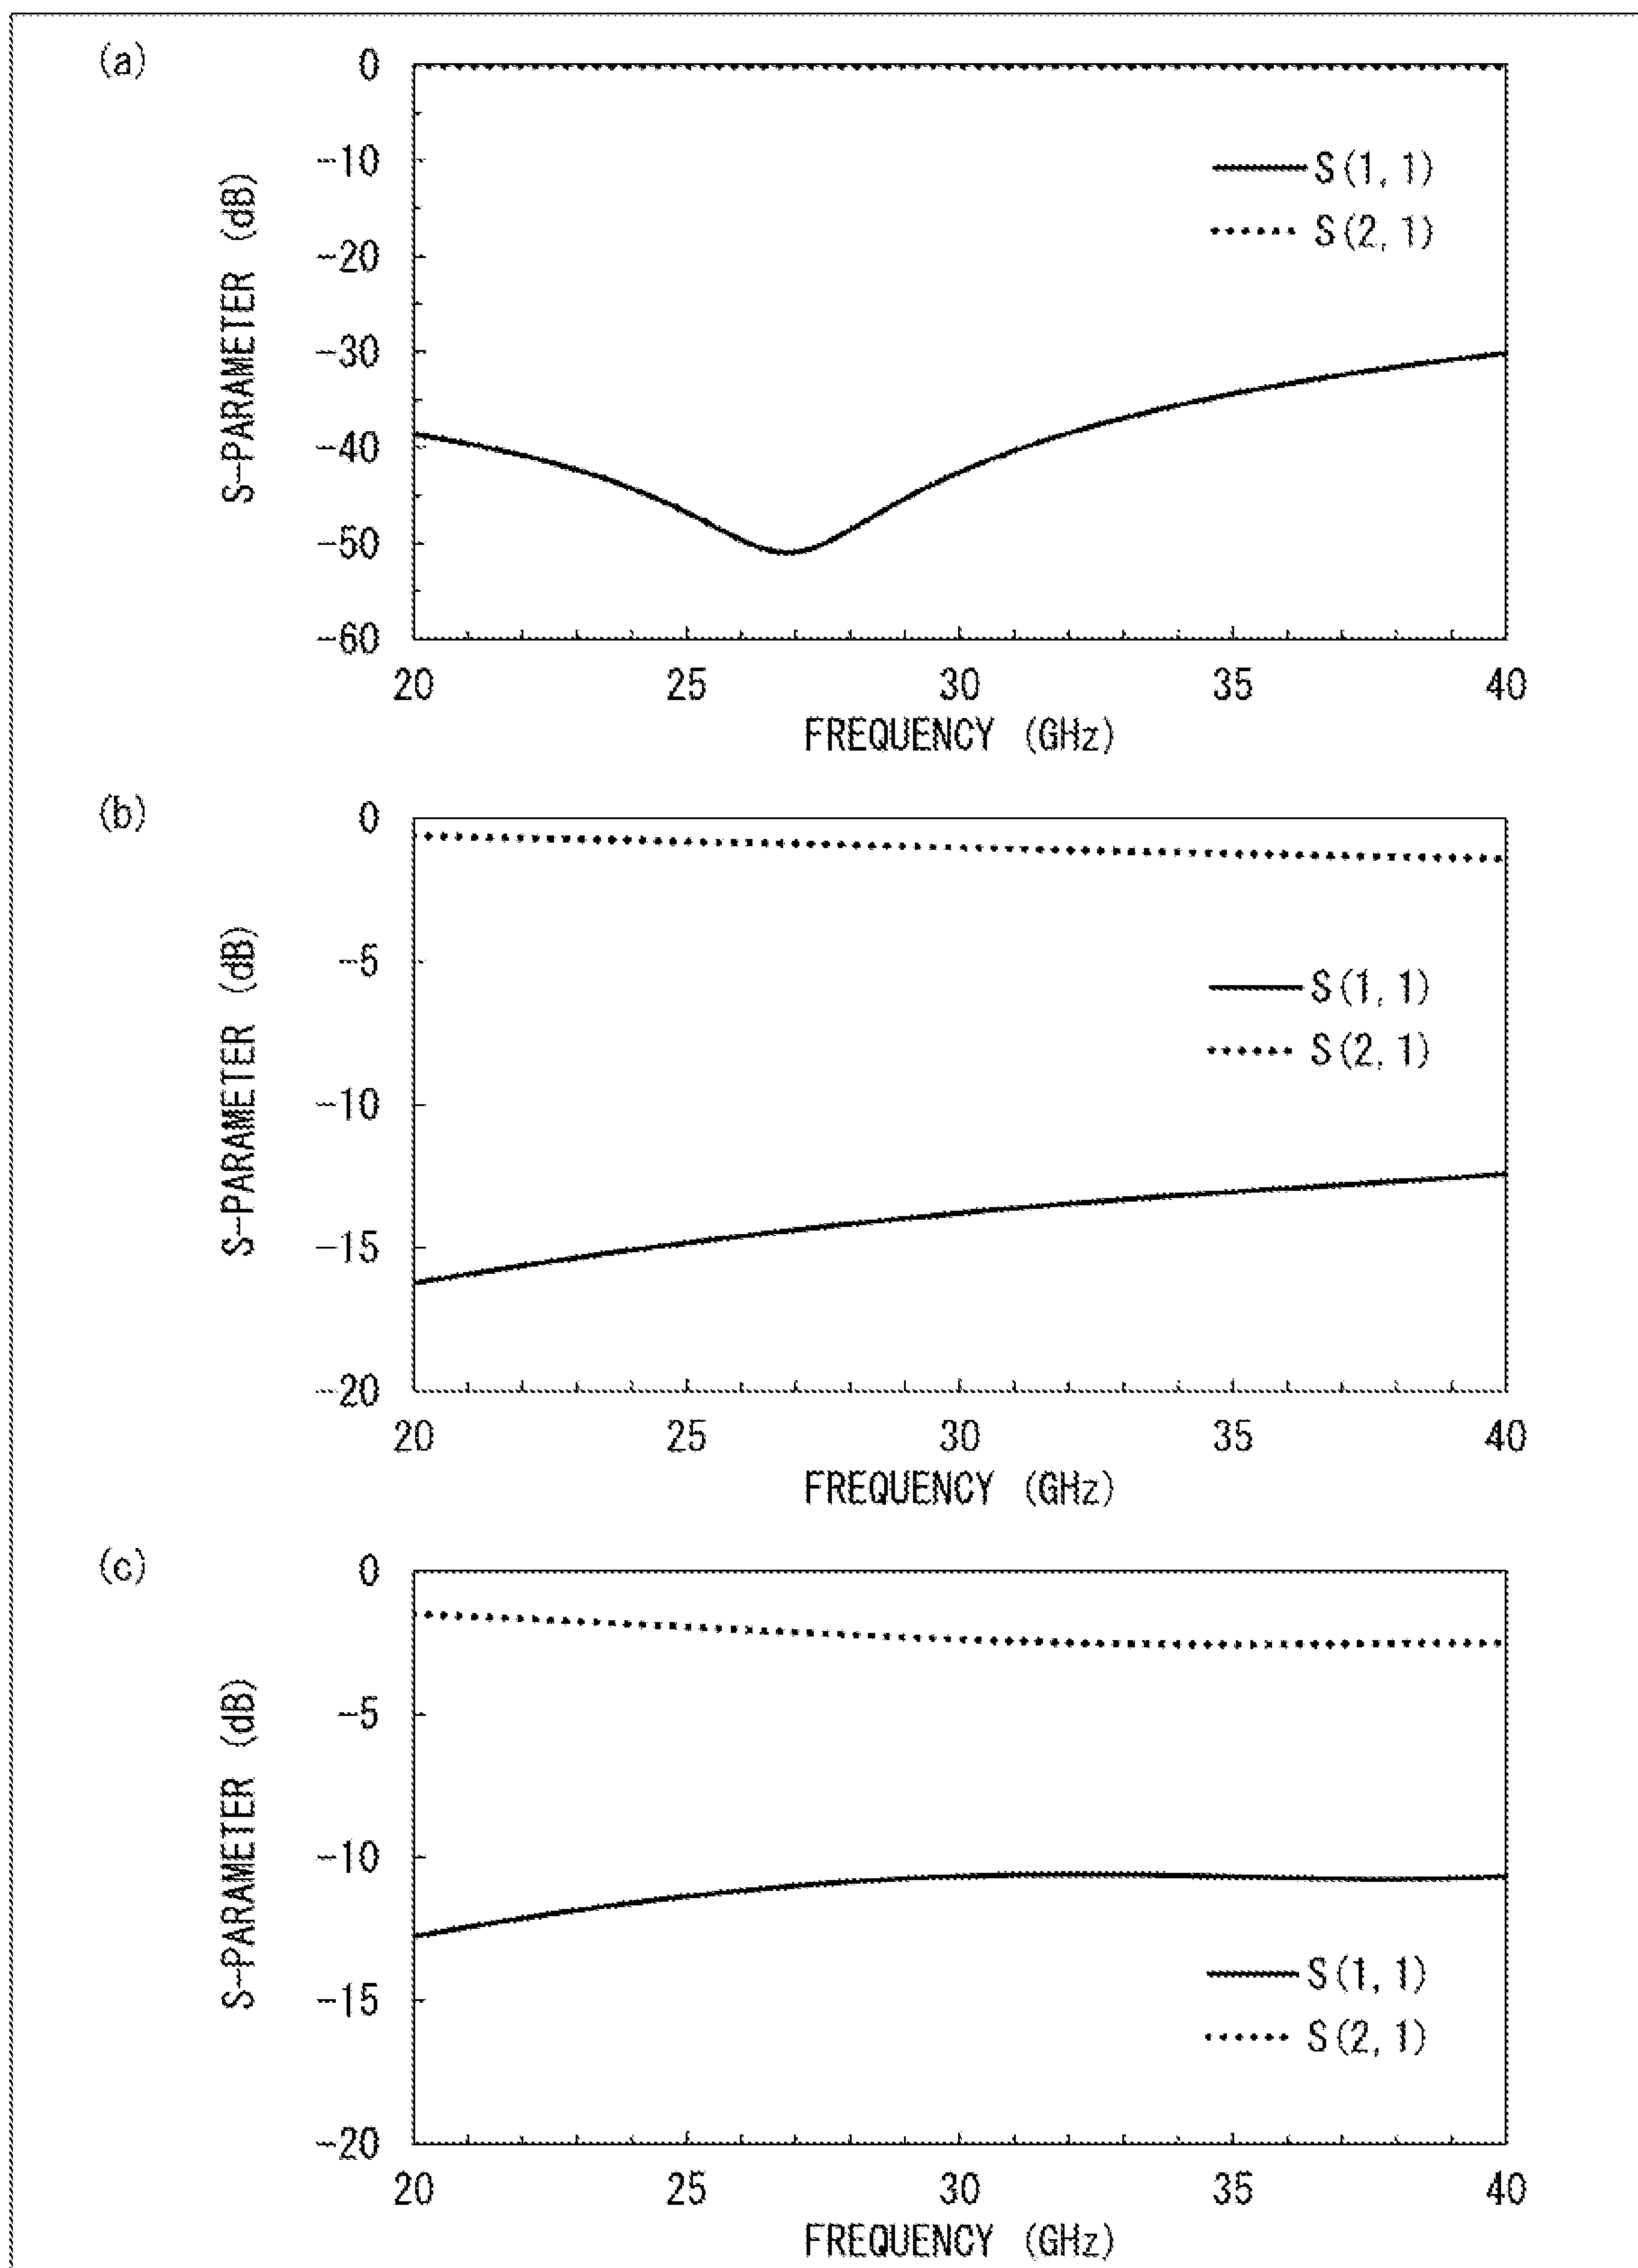 (a)
0
-10
-20
-30
-40
-50
-60
S-PARAMETER (dB)
S(1,1)
S(2,1)
20 25 30 35 40
FREQUENCY (GHz)
(b)
0
-5
-10
-15
-20
S-PARAMETER (dB)
S(1,1)
S(2,1)
20 25 30 35 40
FREQUENCY (GHz)
(c)
0
-5
-10
-15
-20
S-PARAMETER (dB)
S(1,1)
S(2,1)
20 25 30 35 40
FREQUENCY (GHz)